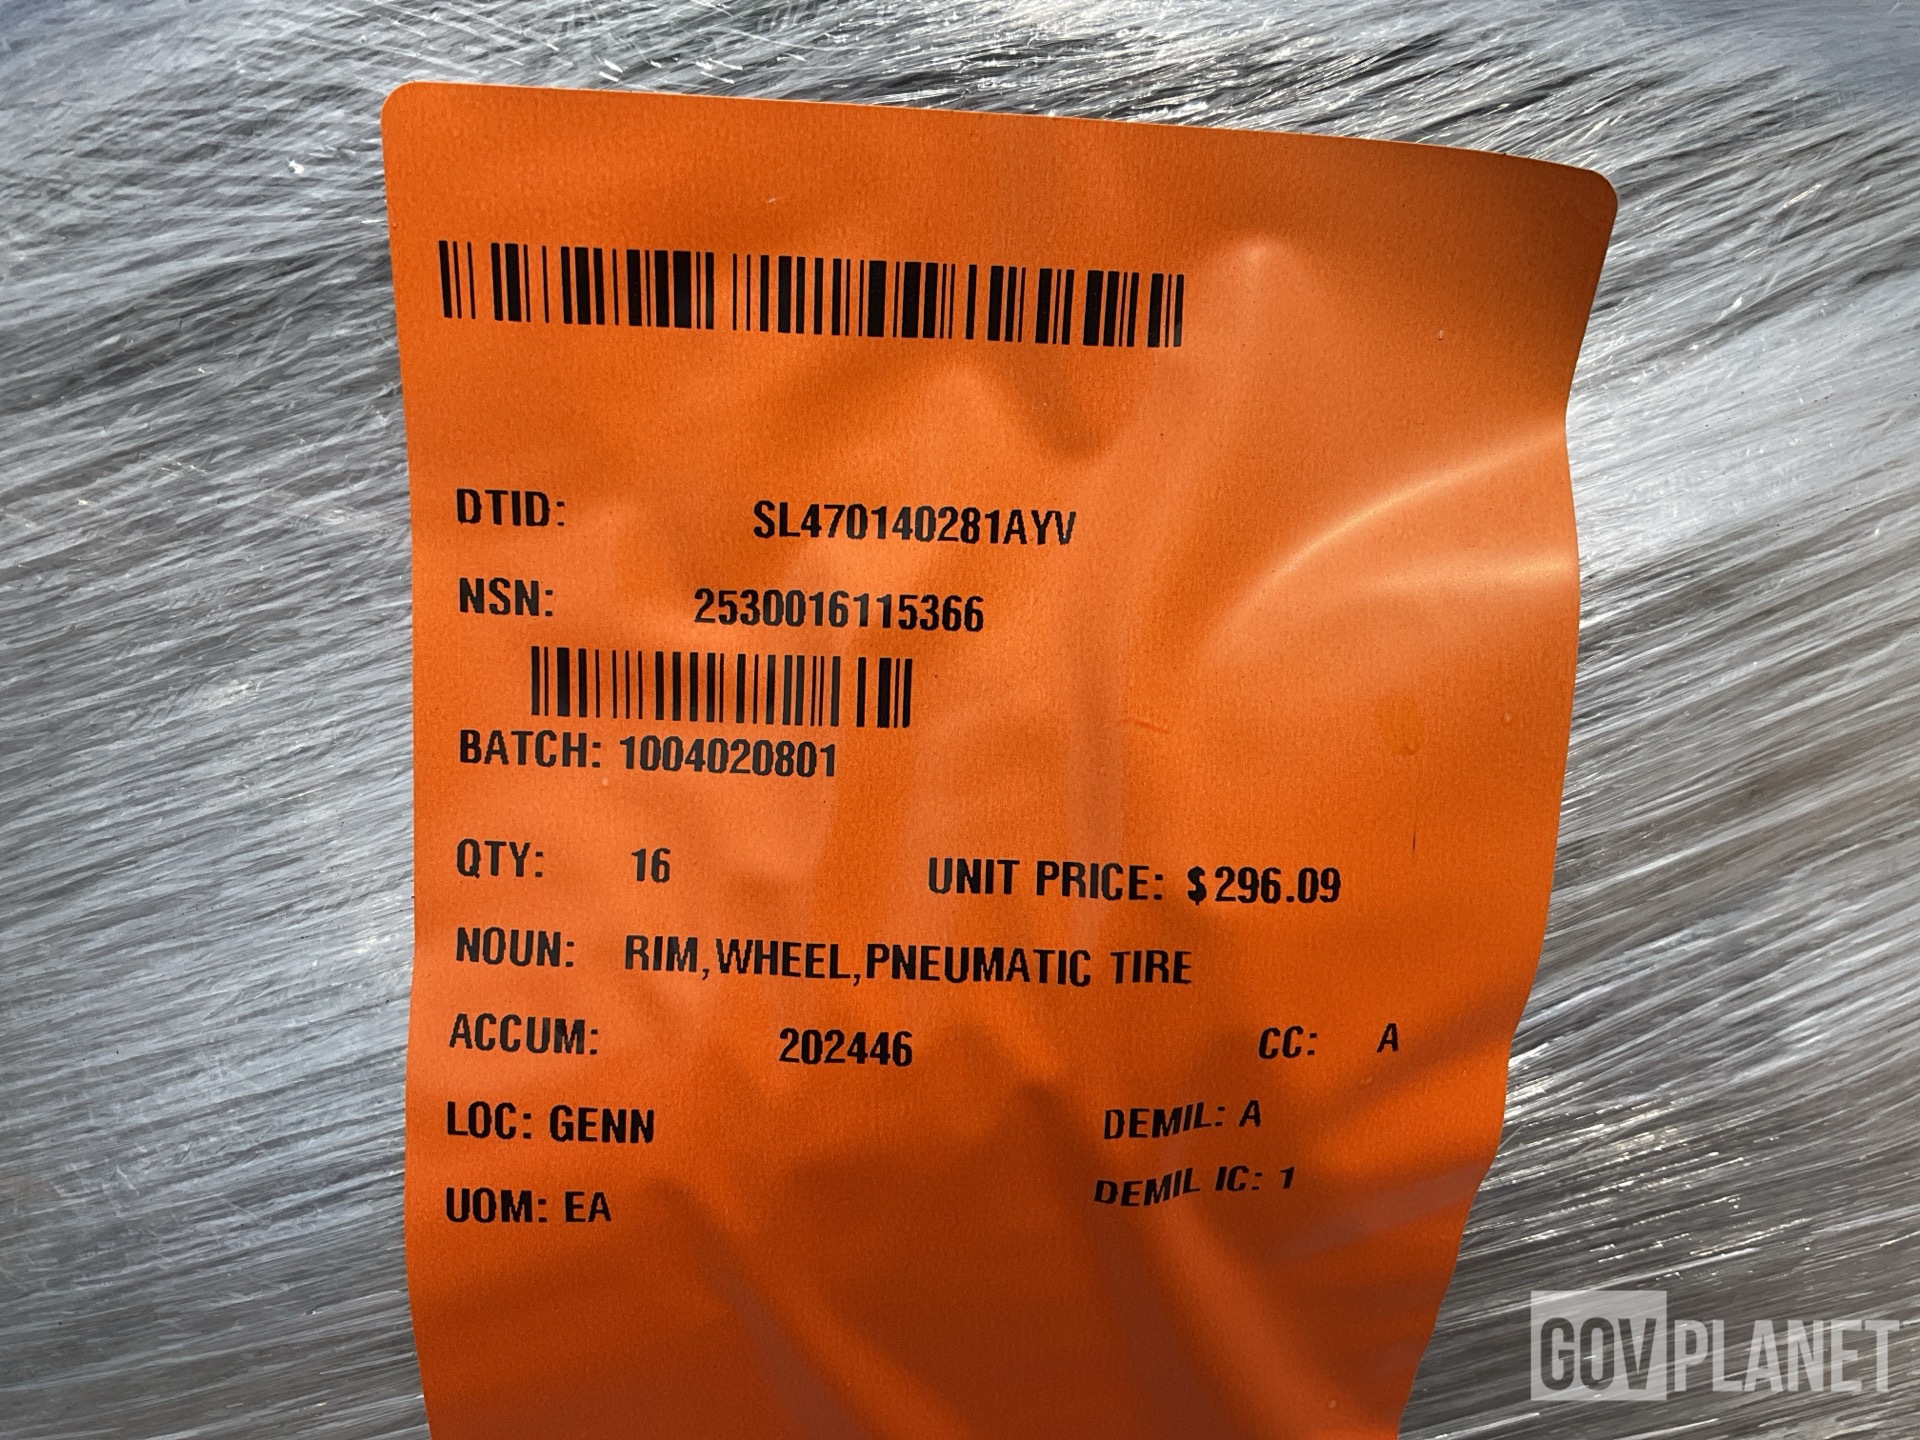 DTID: SL470140281AYV
NSN: 2530016115366
BATCH: 1004020801
QTY: 16 UNIT PRICE: $296.09
NOUN: RIM,WHEEL,PNEUMATIC TIRE
ACCUM: 202446 CC: A
LOC: GENN DEMIL: A
UOM: EA DEMIL IC: 1
GOVPLANET